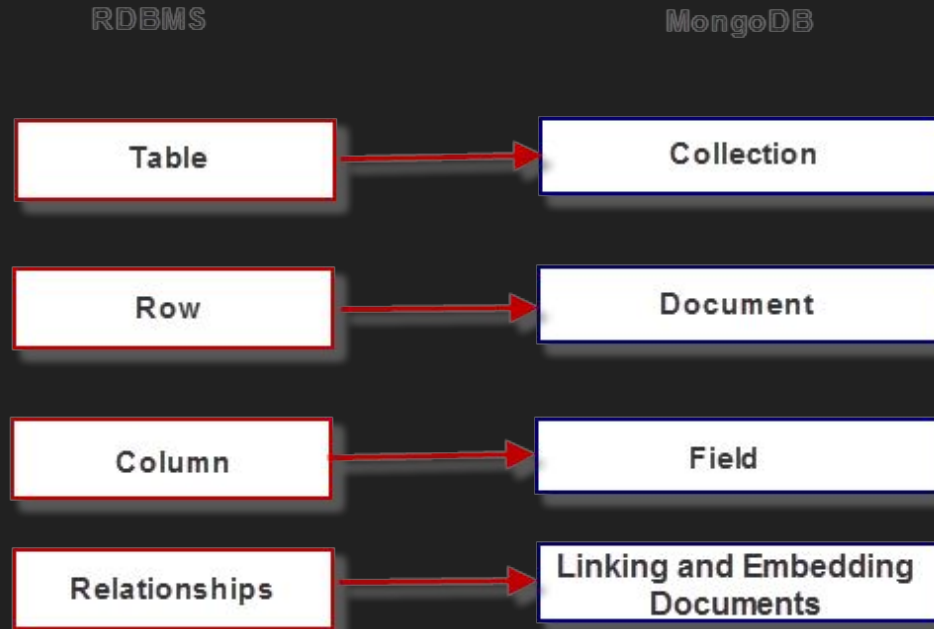 RDBMS
MongoDB
Table
Collection
Row
Document
Column
Field
Relationships
Linking and Embedding
Documents